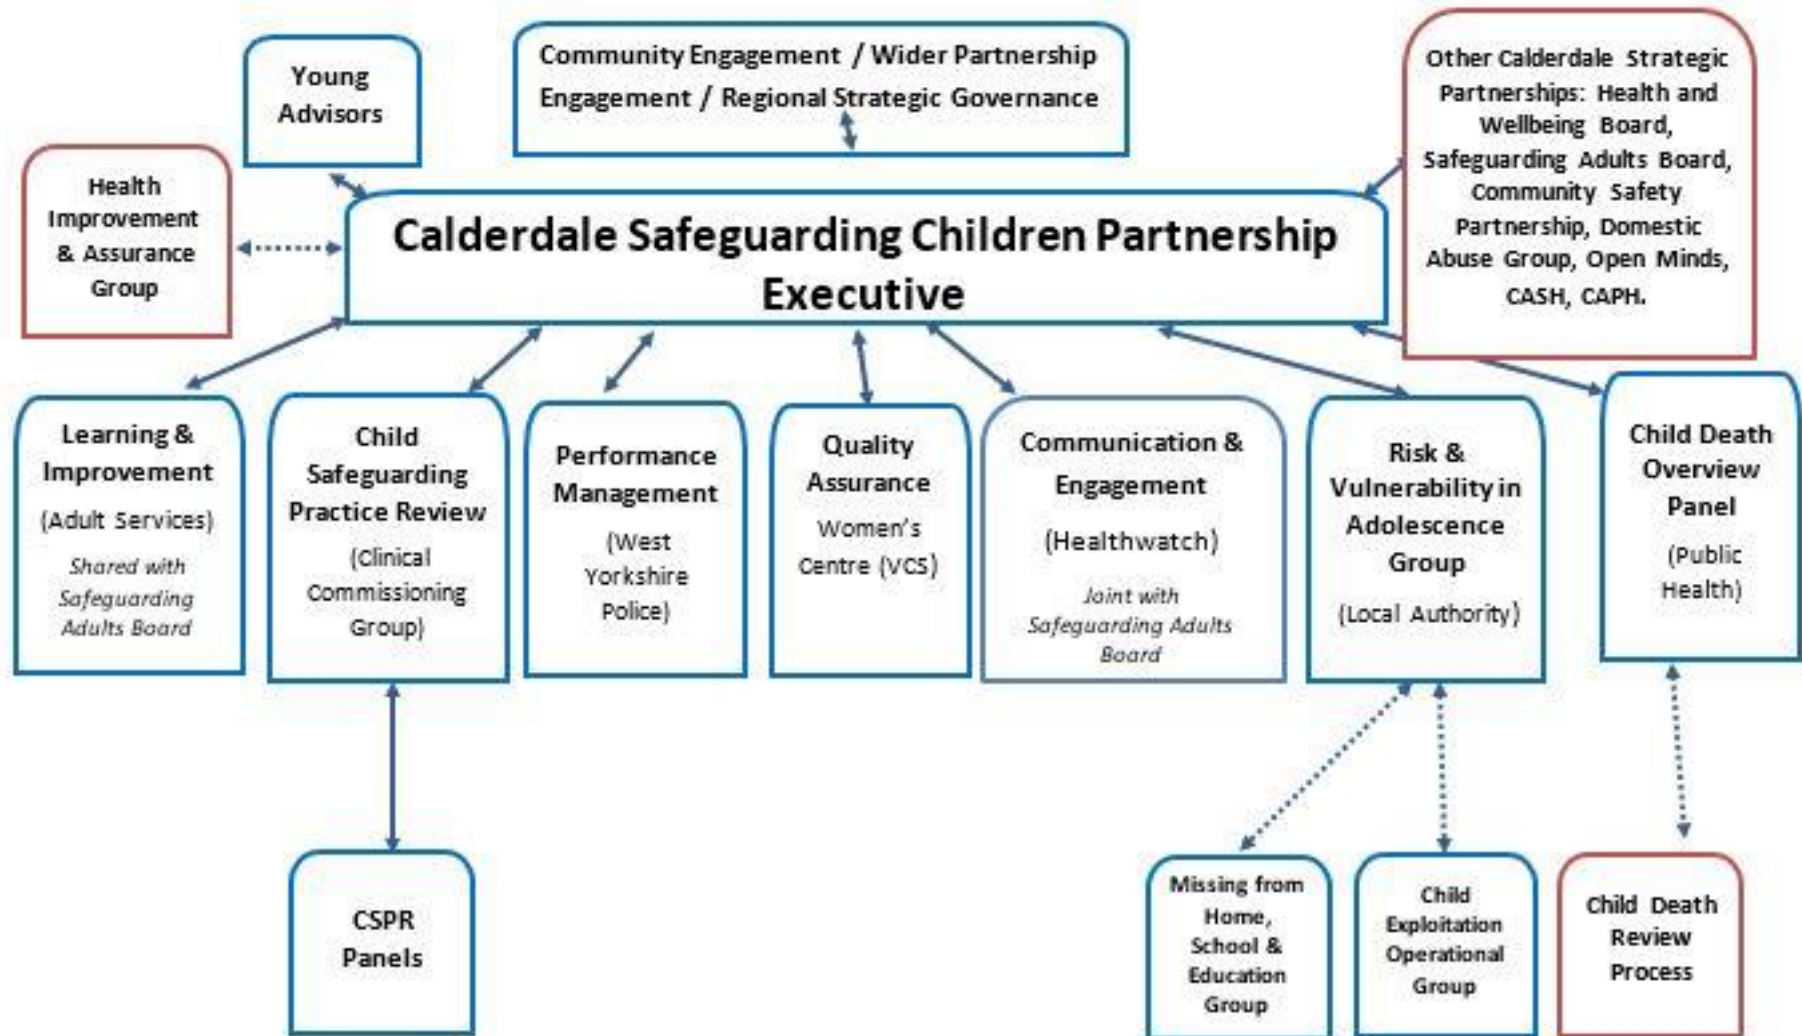 Young
Advisors
Community Engagement / Wider Partnership
Engagement / Regional Strategic Governance
Other Calderdale Strategic
Partnerships: Health and
Wellbeing Board,
Safeguarding Adults Board,
Community Safety
Partnership, Domestic
Abuse Group, Open Minds,
CASH, CAPH.
Health
Improvement
& Assurance
Group
Calderdale Safeguarding Children Partnership
Executive
Learning &
Improvement
(Adult Services)
Shared with
Safeguarding
Adults Board
Child
Safeguarding
Practice Review
(Clinical
Commissioning
Group)
Performance
Management
(West
Yorkshire
Police)
Quality
Assurance
Women's
Centre (VCS)
Communication &
Engagement
(Healthwatch)
Joint with
Safeguarding Adults
Board
Risk &
Vulnerability in
Adolescence
Group
(Local Authority)
Child Death
Overview
Panel
(Public
Health)
CSPR
Panels
Missing from
Home,
School &
Education
Group
Child
Exploitation
Operational
Group
Child Death
Review
Process